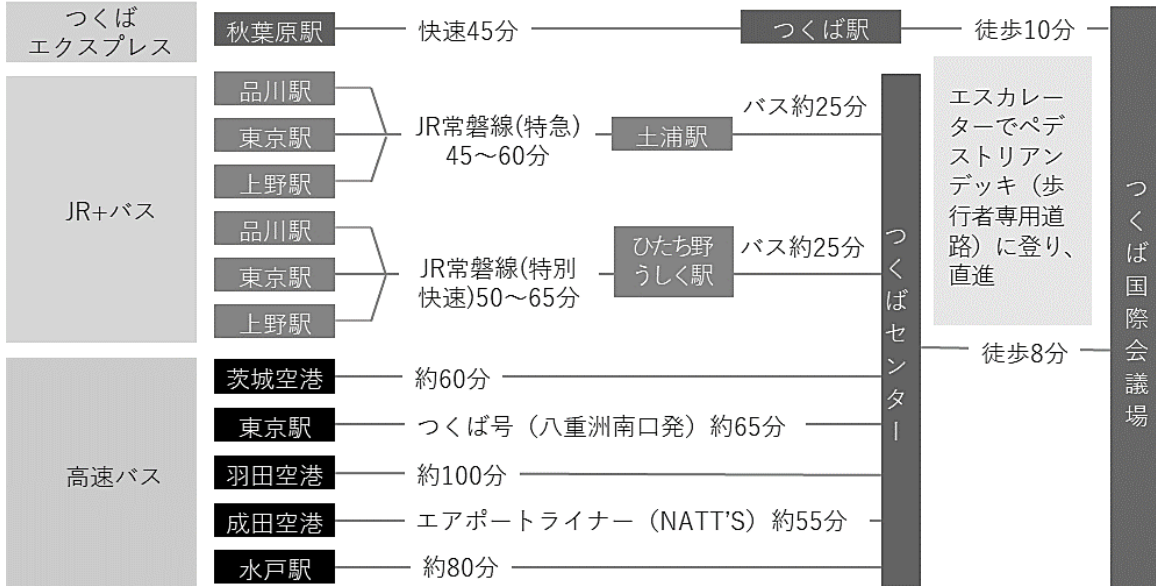 つくば
エクスプレス
秋葉原駅
快速45分
つくば駅
徒歩10分
JR+バス
品川駅
東京駅
上野駅
JR常磐線(特急)
45～60分
土浦駅
バス約25分
品川駅
東京駅
上野駅
JR常磐線(特別
快速)50～65分
ひたち野
うしく駅
バス約25分
高速バス
茨城空港
約60分
東京駅
つくば号（八重洲南口発）約65分
羽田空港
約100分
成田空港
エアポートライナー（NATT'S）約55分
水戸駅
約80分
つくばセンター
エスカレー
ターでペデ
ストリアン
デッキ（歩
行者専用道
路）に登り、
直進
徒歩8分
つくば国際会議場